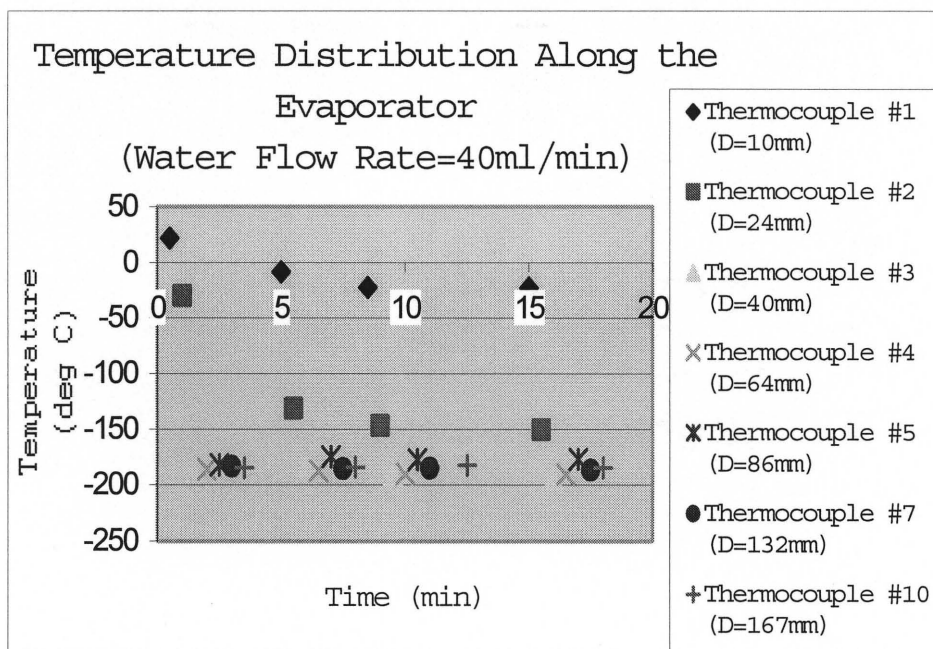 Temperature Distribution Along the
Evaporator
(Water Flow Rate=40ml/min)
50
0
-50
-100
-150
-200
-250
0
5
10
15
20
Temperature
(deg C)
Time (min)
Thermocouple #1
(D=10mm)
Thermocouple #2
(D=24mm)
Thermocouple #3
(D=40mm)
Thermocouple #4
(D=64mm)
Thermocouple #5
(D=86mm)
Thermocouple #7
(D=132mm)
Thermocouple #10
(D=167mm)